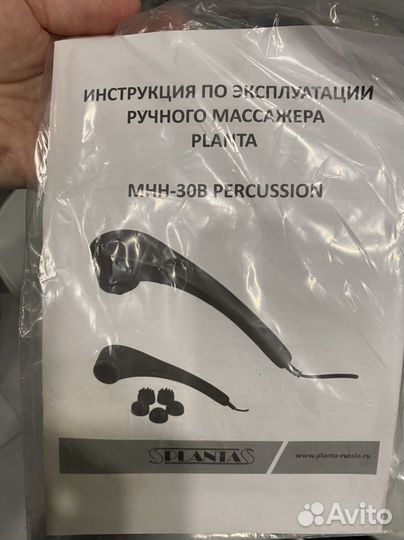 ИНСТРУКЦИЯ ПО ЭКСПЛУАТАЦИИ
РУЧНОГО МАССАЖЕРА
PLANTA
MHH-30B PERCUSSION
PLANTA
www.planta-russia.ru
Avito